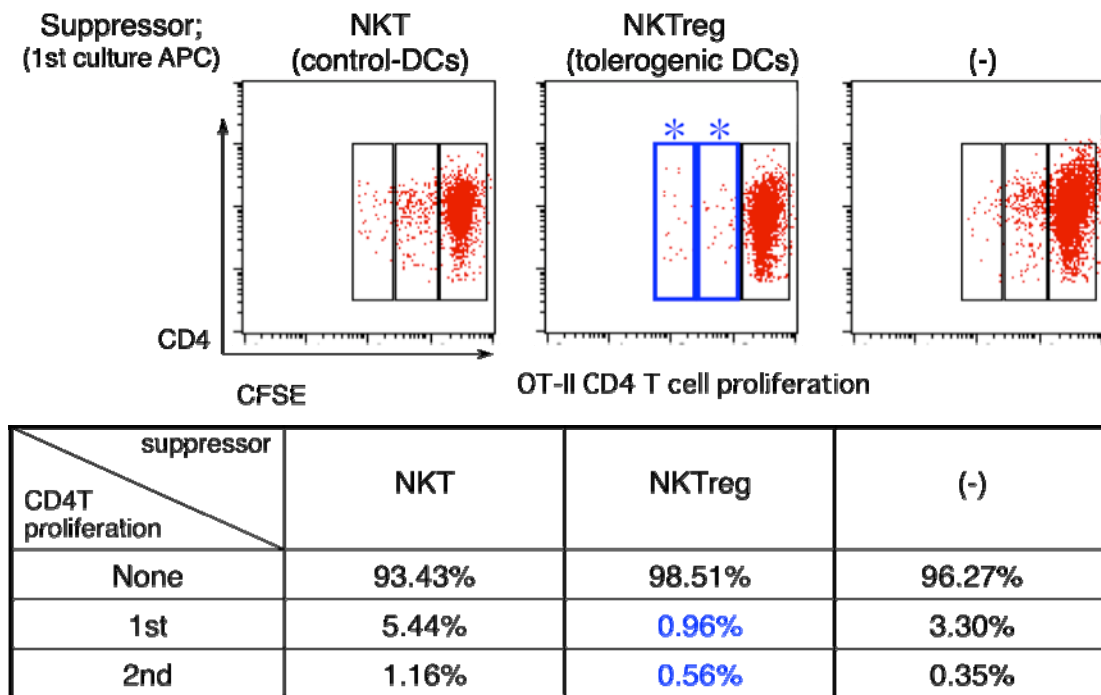 Suppressor;
(1st culture APC)
NKT
(control-DCs)
NKTreg
(tolerogenic DCs)
(-)
* *
CD4
CFSE
OT-II CD4 T cell proliferation
suppressor
CD4T
proliferation
NKT NKTreg (-)
None 93.43% 98.51% 96.27%
1st 5.44% 0.96% 3.30%
2nd 1.16% 0.56% 0.35%